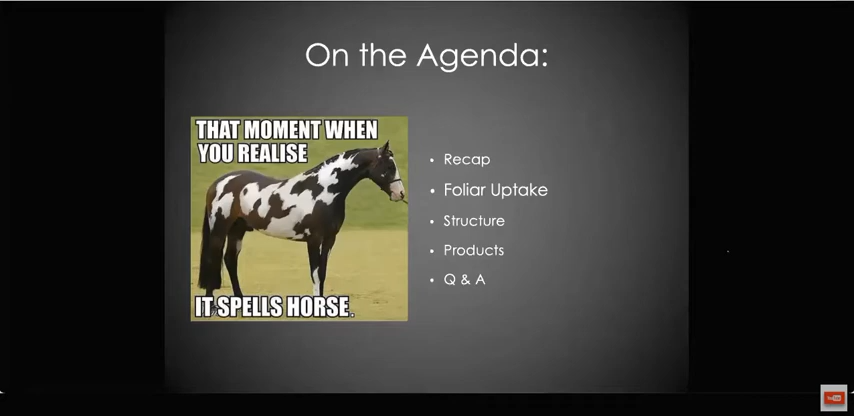 On the Agenda:
THAT MOMENT WHEN
YOU REALISE
IT SPELLS HORSE.
• Recap
• Foliar Uptake
• Structure
• Products
• Q & A